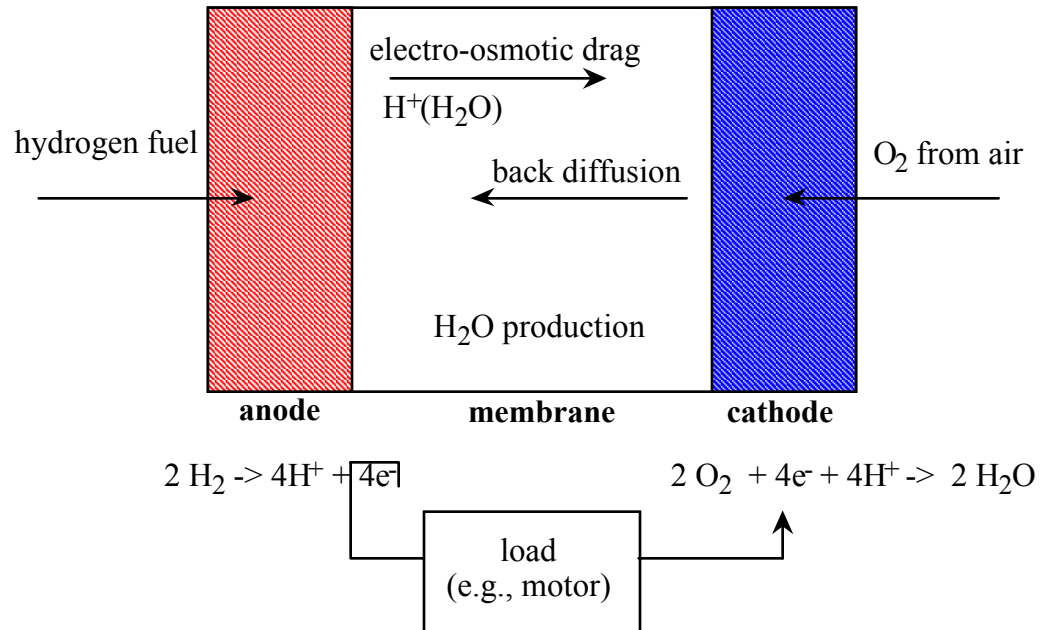 electro-osmotic drag
H⁺(H₂O)
hydrogen fuel
O₂ from air
back diffusion
H₂O production
anode
membrane
cathode
2 H₂ -> 4H⁺ + 4e⁻
2 O₂ + 4e⁻ + 4H⁺ -> 2 H₂O
load
(e.g., motor)